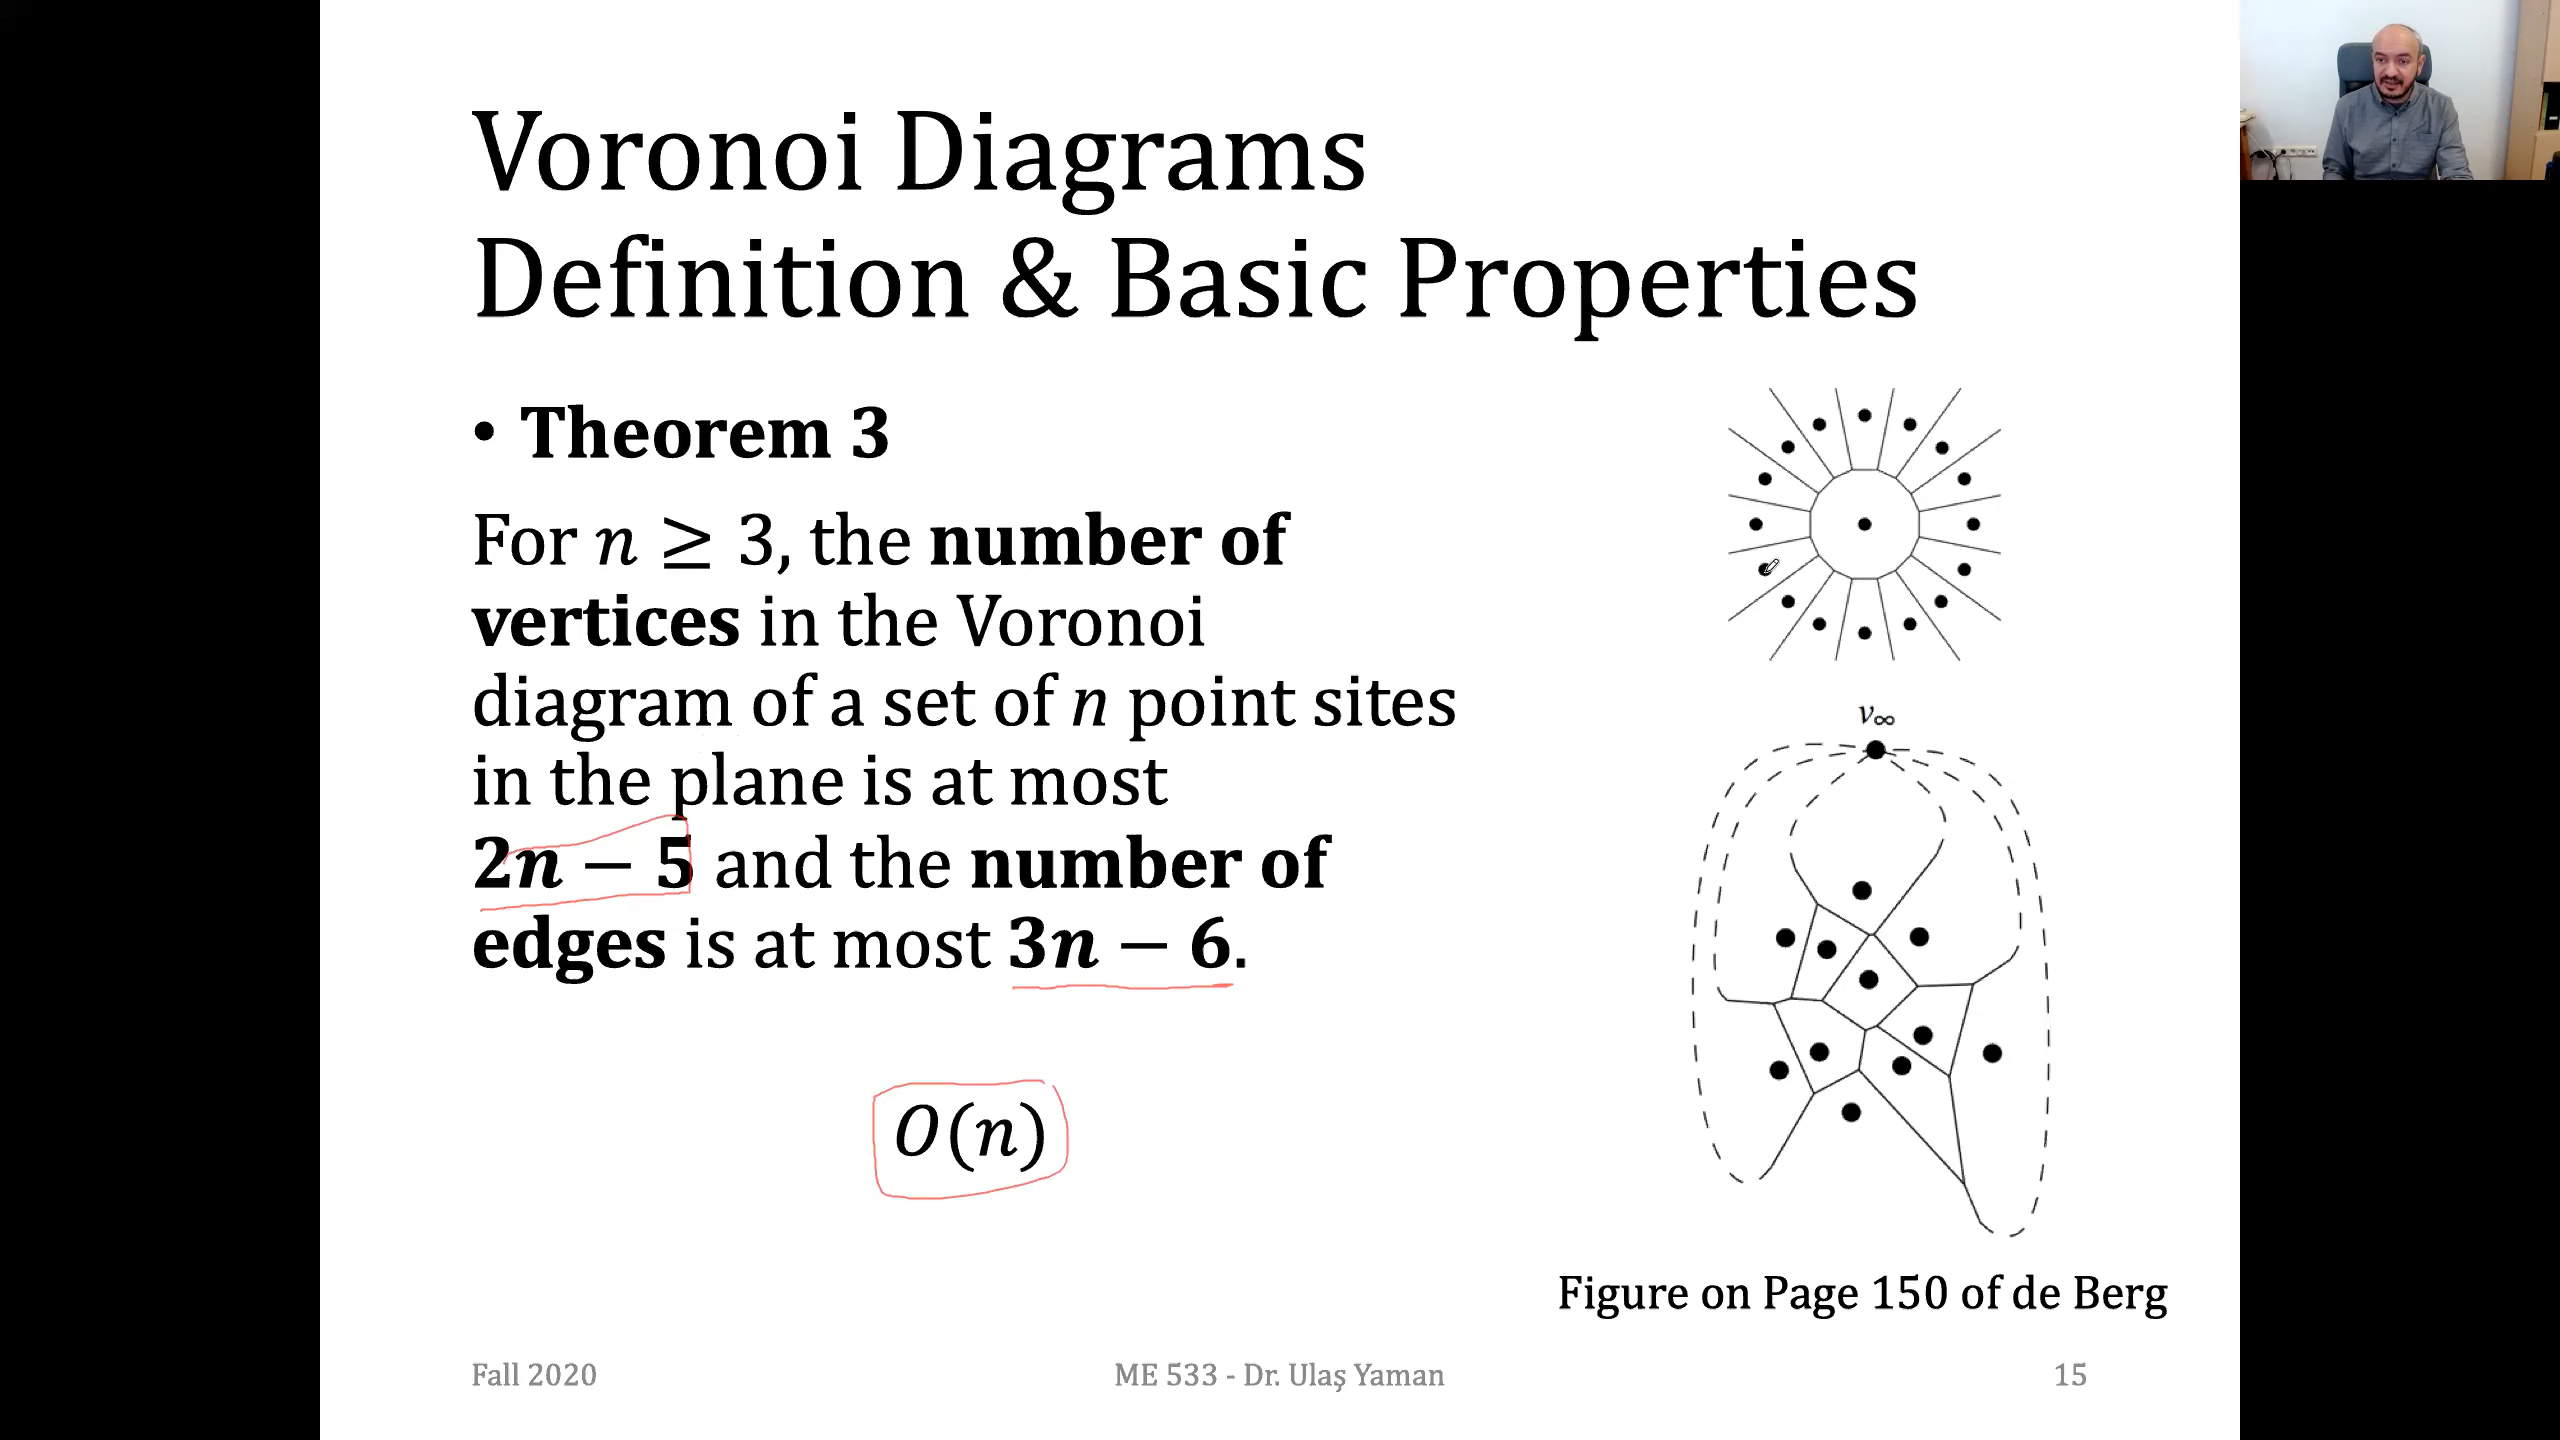 Voronoi Diagrams
Definition & Basic Properties
• Theorem 3
For n ≥ 3, the number of
vertices in the Voronoi
diagram of a set of n point sites
in the plane is at most
2n − 5 and the number of
edges is at most 3n − 6.
O(n)
v∞
Figure on Page 150 of de Berg
Fall 2020
ME 533 - Dr. Ulaş Yaman
15